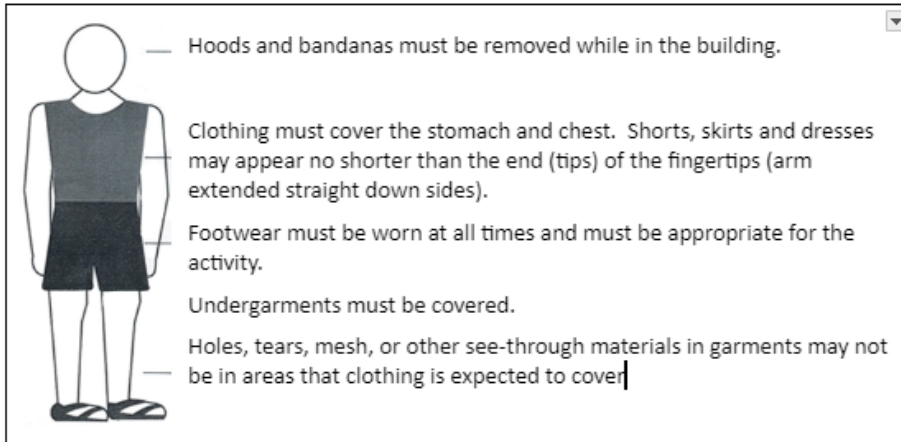 Hoods and bandanas must be removed while in the building.
Clothing must cover the stomach and chest.  Shorts, skirts and dresses
may appear no shorter than the end (tips) of the fingertips (arm
extended straight down sides).
Footwear must be worn at all times and must be appropriate for the
activity.
Undergarments must be covered.
Holes, tears, mesh, or other see-through materials in garments may not
be in areas that clothing is expected to cover